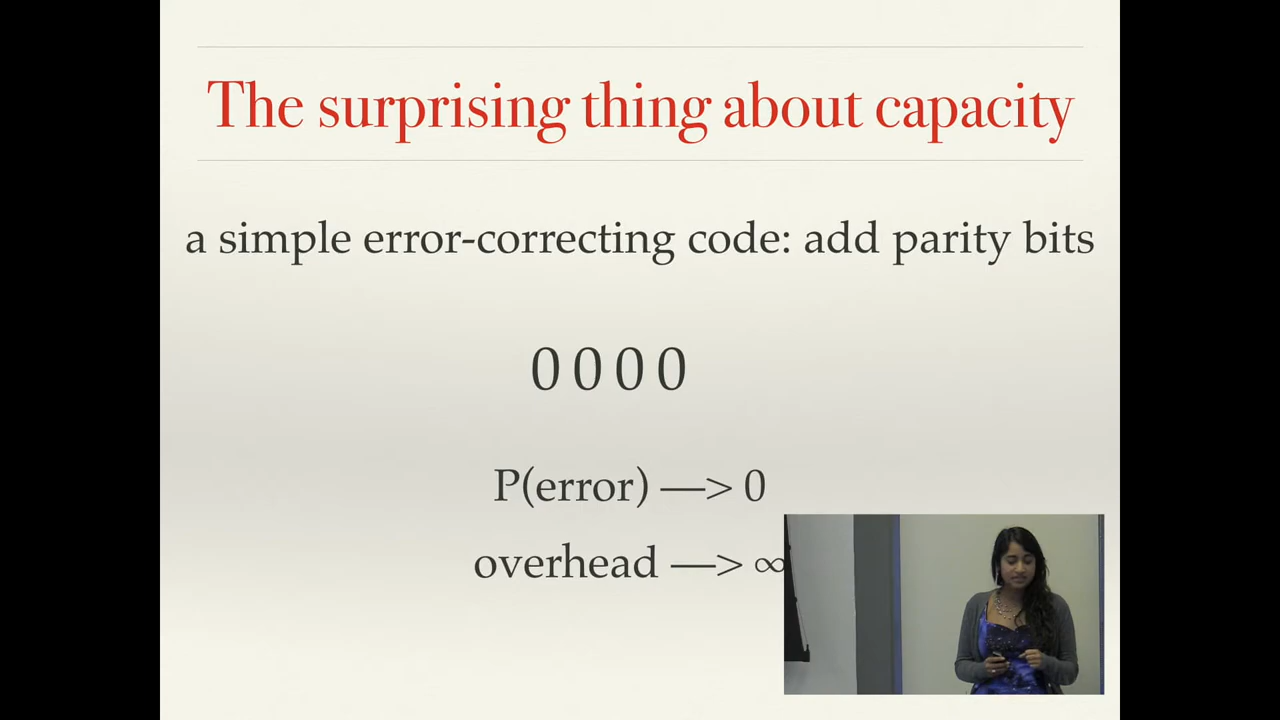 The surprising thing about capacity
a simple error-correcting code: add parity bits
0 0 0 0
P(error) —> 0
overhead —> ∞